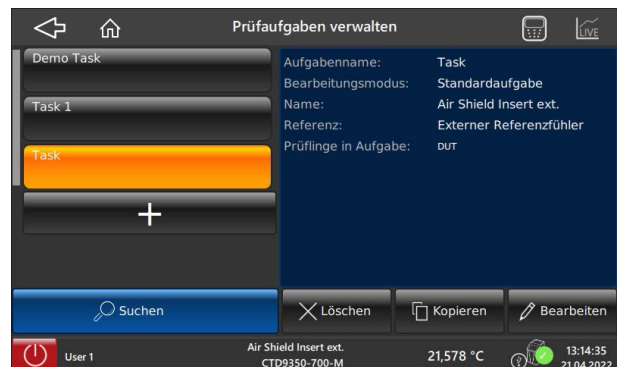 Prüfaufgaben verwalten
LIVE
Demo Task
Task 1
Task
+
Aufgabenname: Task
Bearbeitungsmodus: Standardaufgabe
Name: Air Shield Insert ext.
Referenz: Externer Referenzfühler
Prüflinge in Aufgabe: DUT
Suchen
Löschen
Kopieren
Bearbeiten
User 1
Air Shield Insert ext.
CTD9350-700-M
21,578 °C
13:14:35
21.04.2022